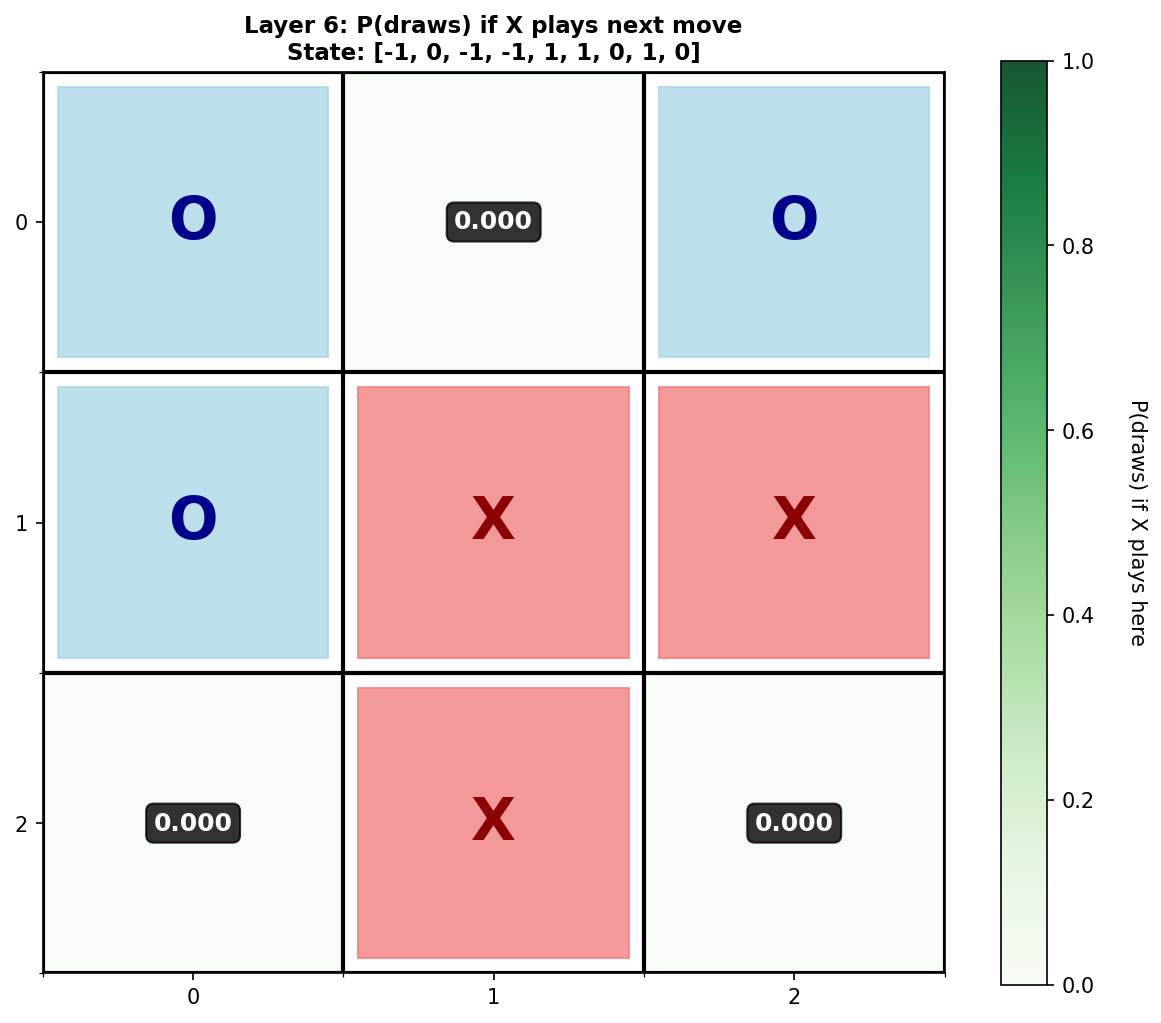 Layer 6: P(draws) if X plays next move
State: [-1, 0, -1, -1, 1, 1, 0, 1, 0]
O
0.000
O
O
X
X
0.000
X
0.000
0
1
2
0
1
2
1.0
0.8
0.6
0.4
0.2
0.0
P(draws) if X plays here